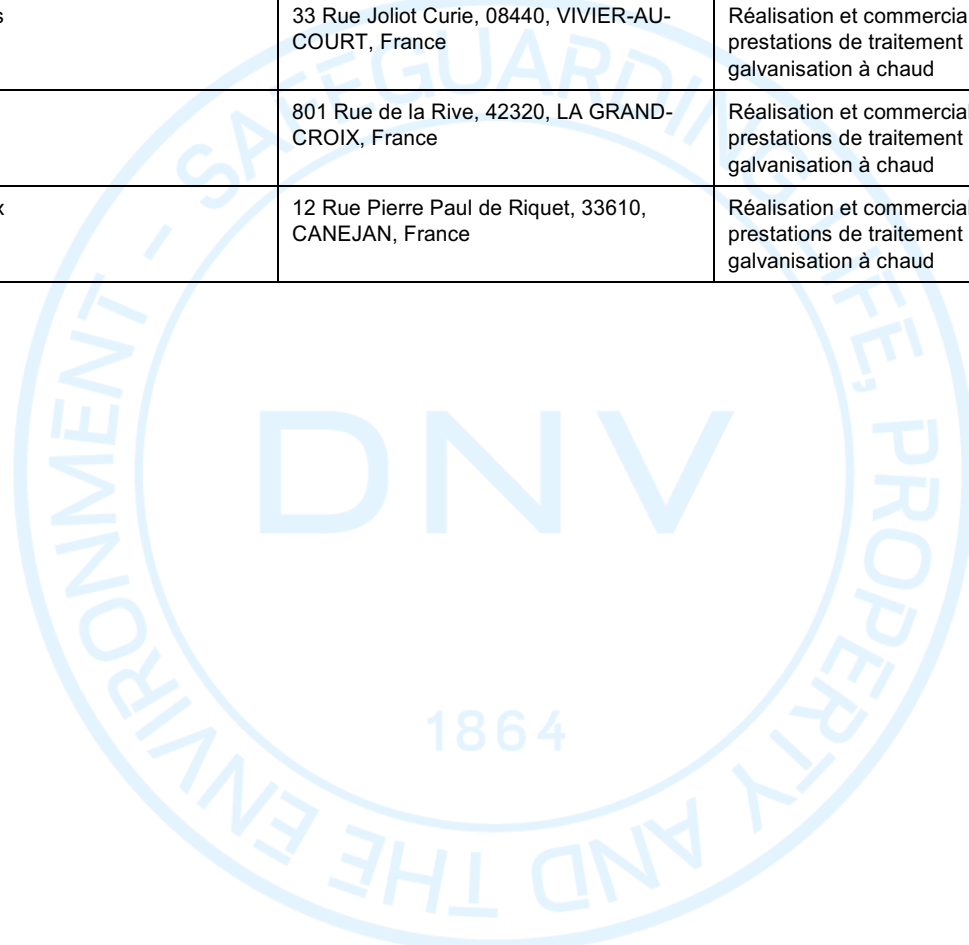 s
33 Rue Joliot Curie, 08440, VIVIER-AU-
COURT, France
Réalisation et commercia
prestations de traitement
galvanisation à chaud
801 Rue de la Rive, 42320, LA GRAND-
CROIX, France
Réalisation et commercial
prestations de traitement
galvanisation à chaud
x
12 Rue Pierre Paul de Riquet, 33610,
CANEJAN, France
Réalisation et commercial
prestations de traitement
galvanisation à chaud
SAFEGUARDING LIFE, PROPERTY AND THE ENVIRONMENT -
DNV
1864